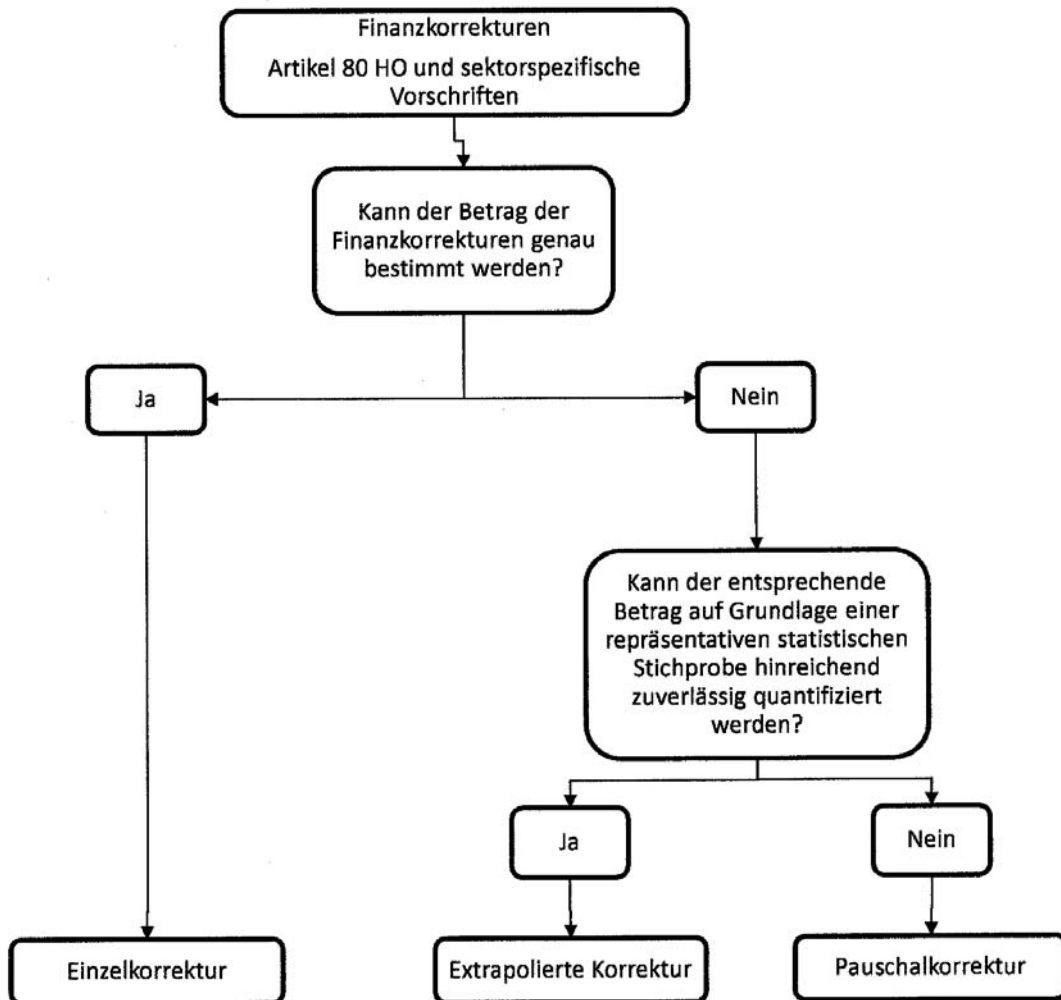 Finanzkorrekturen
Artikel 80 HO und sektorspezifische
Vorschriften
Kann der Betrag der
Finanzkorrekturen genau
bestimmt werden?
Ja
Nein
Kann der entsprechende
Betrag auf Grundlage einer
repräsentativen statistischen
Stichprobe hinreichend
zuverlässig quantifiziert
werden?
Ja
Nein
Einzelkorrektur
Extrapolierte Korrektur
Pauschalkorrektur